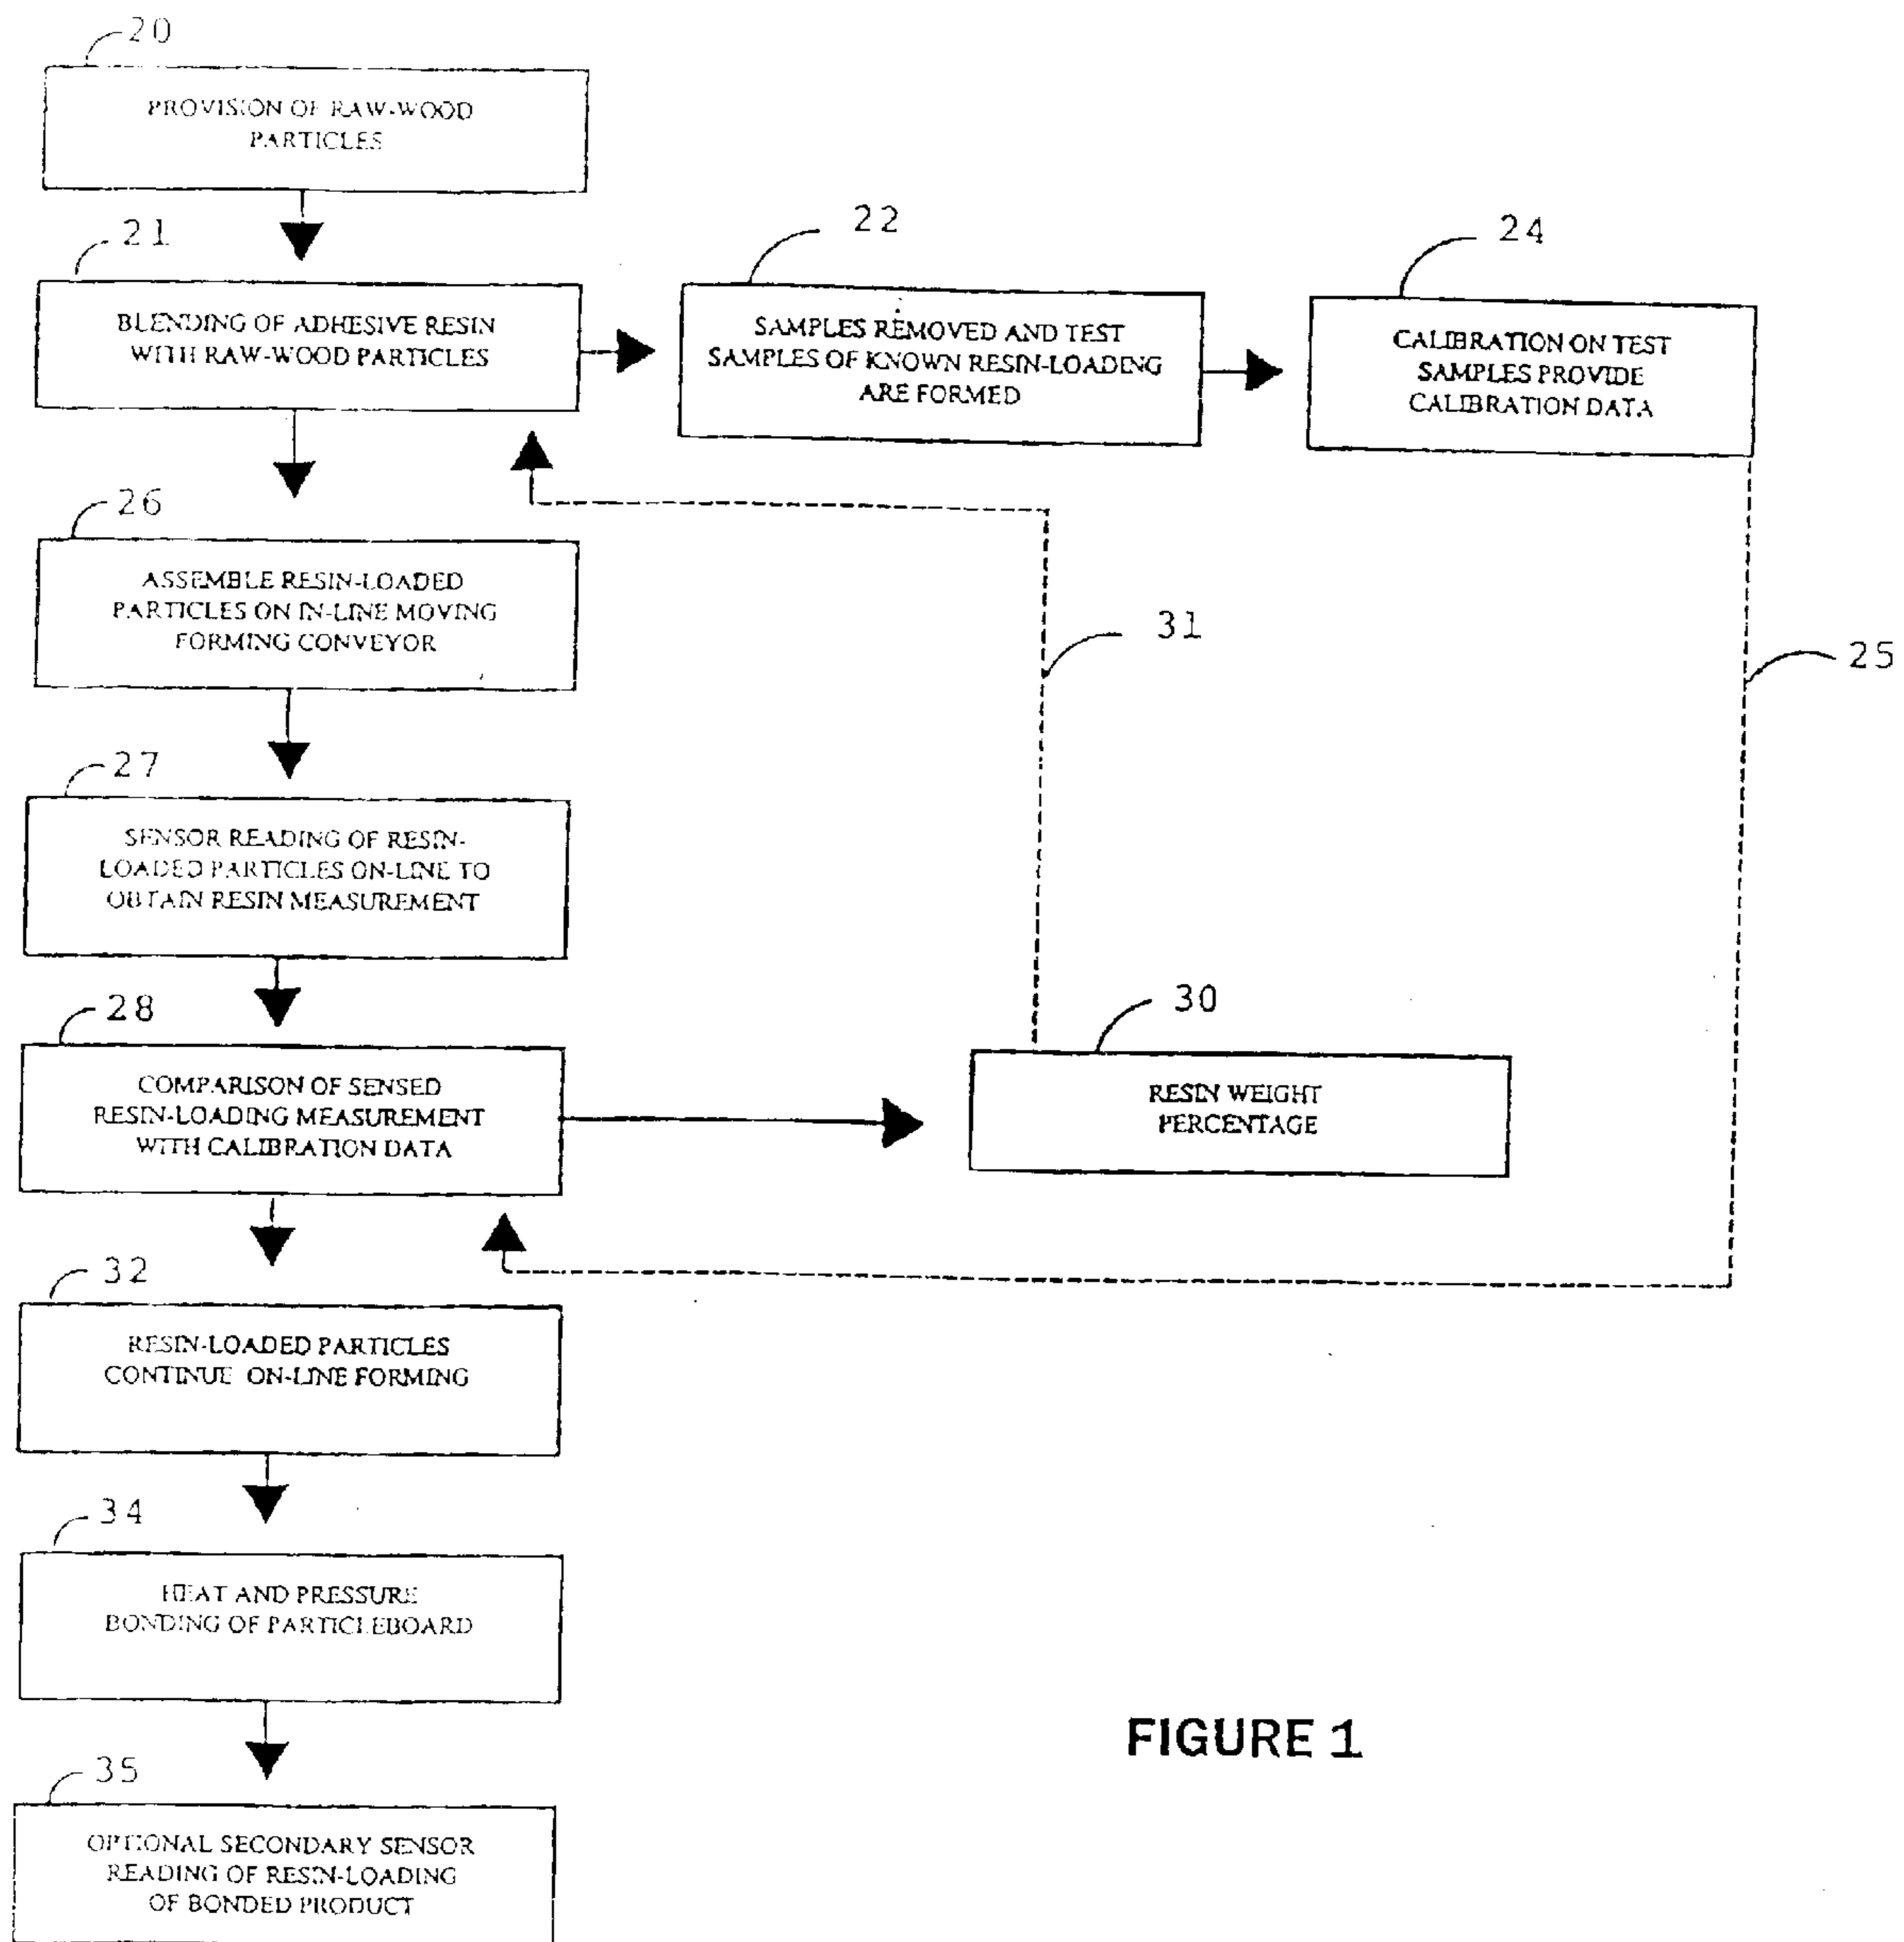 20
PROVISION OF RAW-WOOD
PARTICLES
21
BLENDING OF ADHESIVE RESIN
WITH RAW-WOOD PARTICLES
22
SAMPLES REMOVED AND TEST
SAMPLES OF KNOWN RESIN-LOADING
ARE FORMED
24
CALIBRATION ON TEST
SAMPLES PROVIDE
CALIBRATION DATA
26
ASSEMBLE RESIN-LOADED
PARTICLES ON IN-LINE MOVING
FORMING CONVEYOR
31
25
27
SENSOR READING OF RESIN-
LOADED PARTICLES ON-LINE TO
OBTAIN RESIN MEASUREMENT
28
COMPARISON OF SENSED
RESIN-LOADING MEASUREMENT
WITH CALIBRATION DATA
30
RESIN WEIGHT
PERCENTAGE
32
RESIN-LOADED PARTICLES
CONTINUE ON-LINE FORMING
34
HEAT AND PRESSURE
BONDING OF PARTICLEBOARD
35
OPTIONAL SECONDARY SENSOR
READING OF RESIN-LOADING
OF BONDED PRODUCT
FIGURE 1